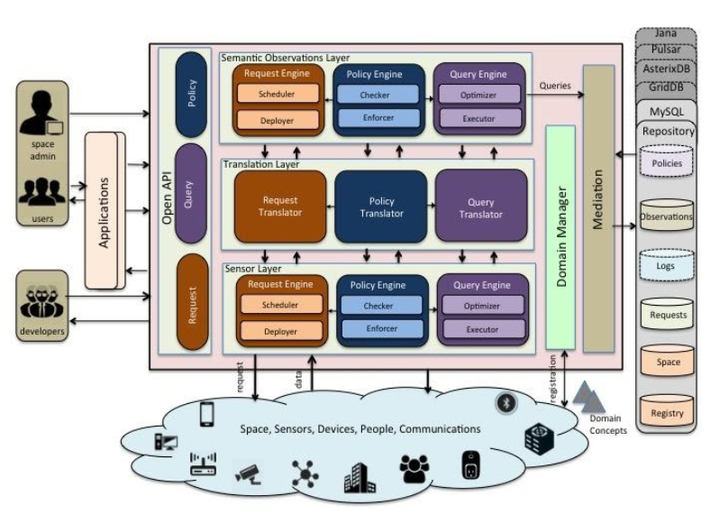 space
admin
users
developers
Applications
Open API
Policy
Query
Request
Semantic Observations Layer
Request Engine
Scheduler
Deployer
Policy Engine
Checker
Enforcer
Query Engine
Optimizer
Executor
Translation Layer
Request
Translator
Policy
Translator
Query
Translator
Sensor Layer
Request Engine
Scheduler
Deployer
Policy Engine
Checker
Enforcer
Query Engine
Optimizer
Executor
Queries
Domain Manager
Mediation
Jana
Pulsar
AsterixDB
GridDB
MySQL
Repository
Policies
Observations
Logs
Requests
Space
Registry
request
data
registration
Domain
Concepts
Space, Sensors, Devices, People, Communications